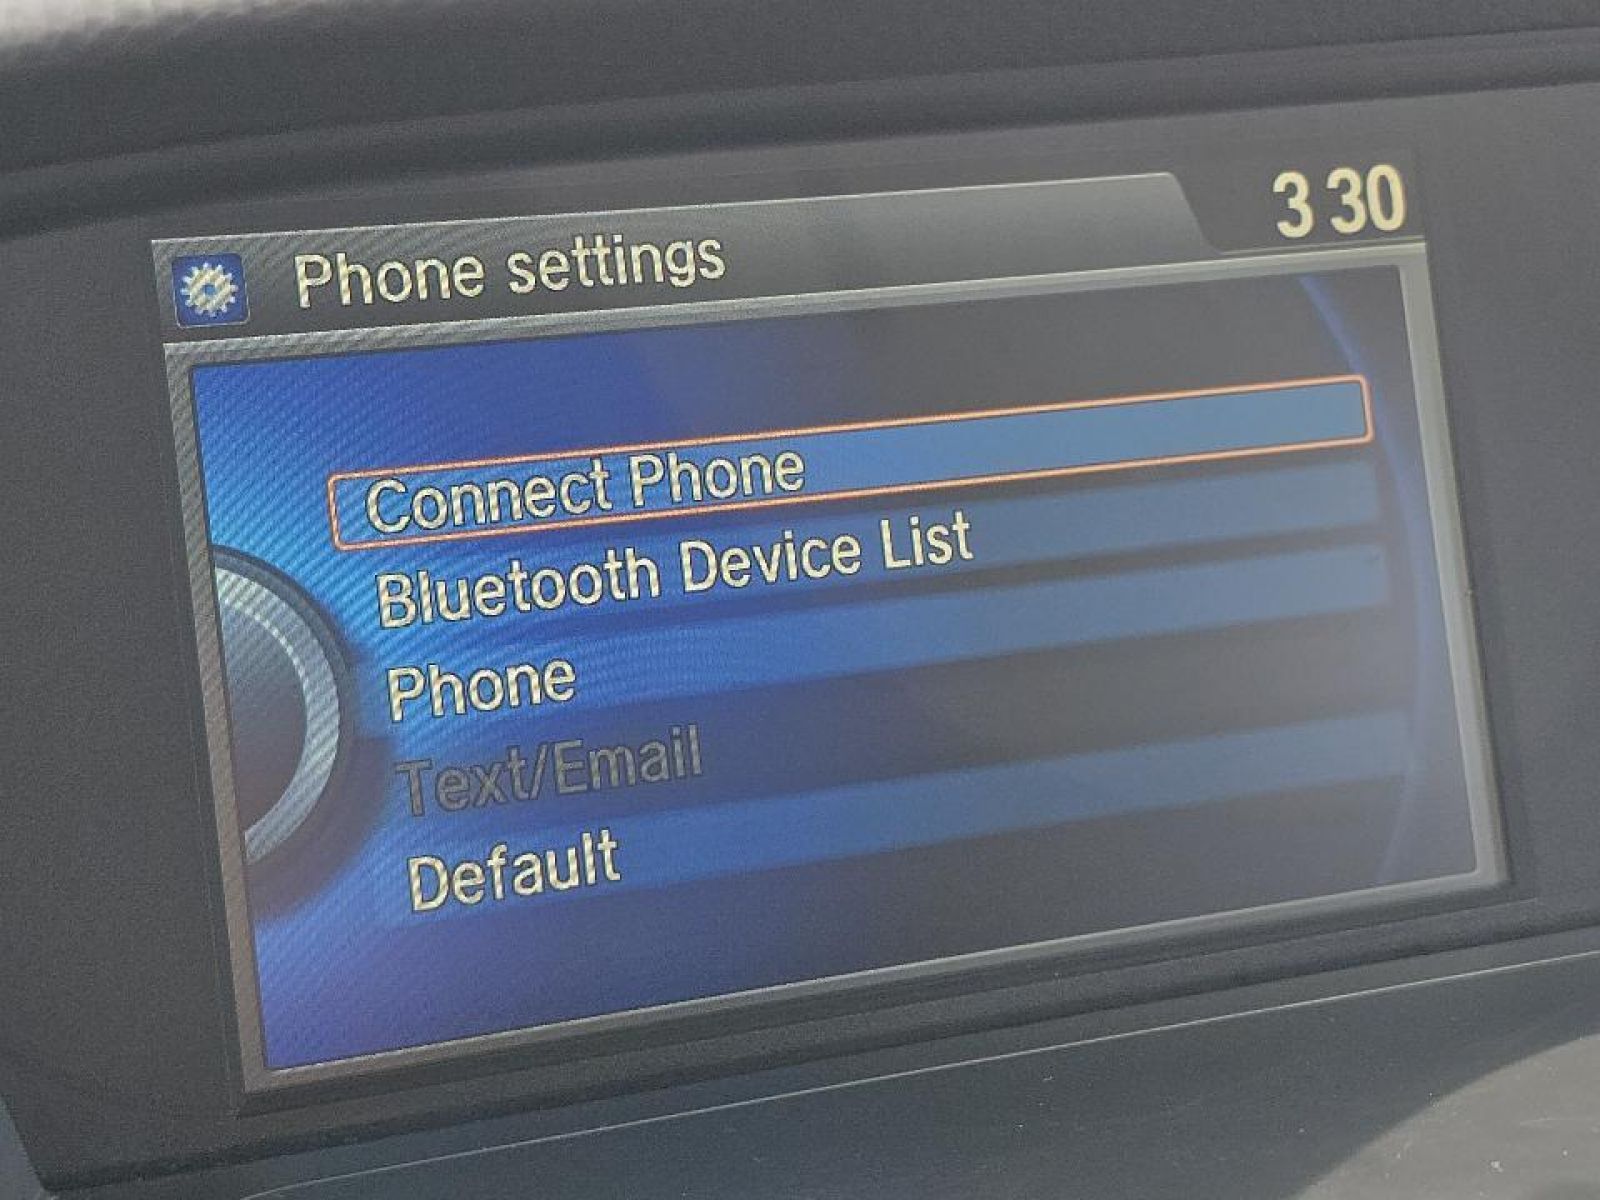 Phone settings
3 30
Connect Phone
Bluetooth Device List
Phone
Text/Email
Default